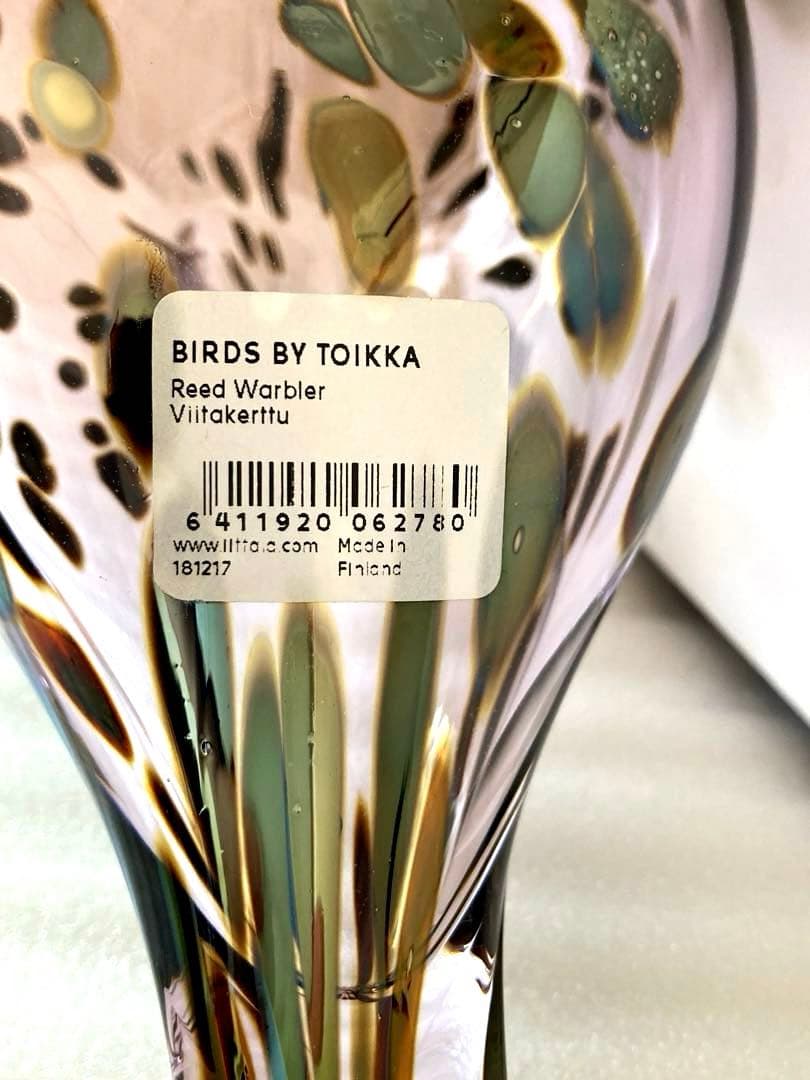 BIRDS BY TOIKKA
Reed Warbler
Viitakerttu
6 411920 062780
www.iittala.com Made in
181217 Finland